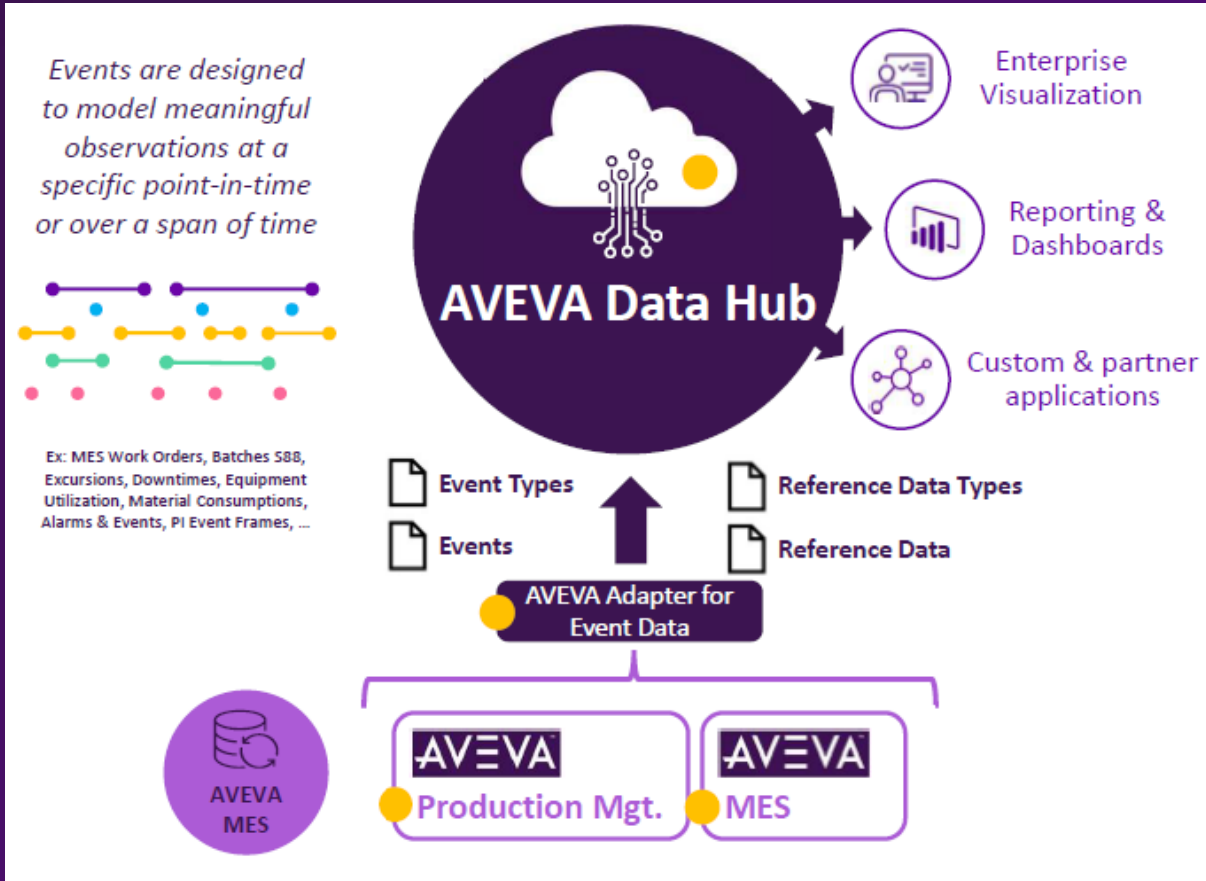 Events are designed
to model meaningful
observations at a
specific point-in-time
or over a span of time
Ex: MES Work Orders, Batches S88,
Excursions, Downtimes, Equipment
Utilization, Material Consumptions,
Alarms & Events, PI Event Frames, ...
AVEVA Data Hub
Enterprise
Visualization
Reporting &
Dashboards
Custom & partner
applications
Event Types
Events
Reference Data Types
Reference Data
AVEVA Adapter for
Event Data
AVEVA
MES
AVEVA™
Production Mgt.
AVEVA™
MES